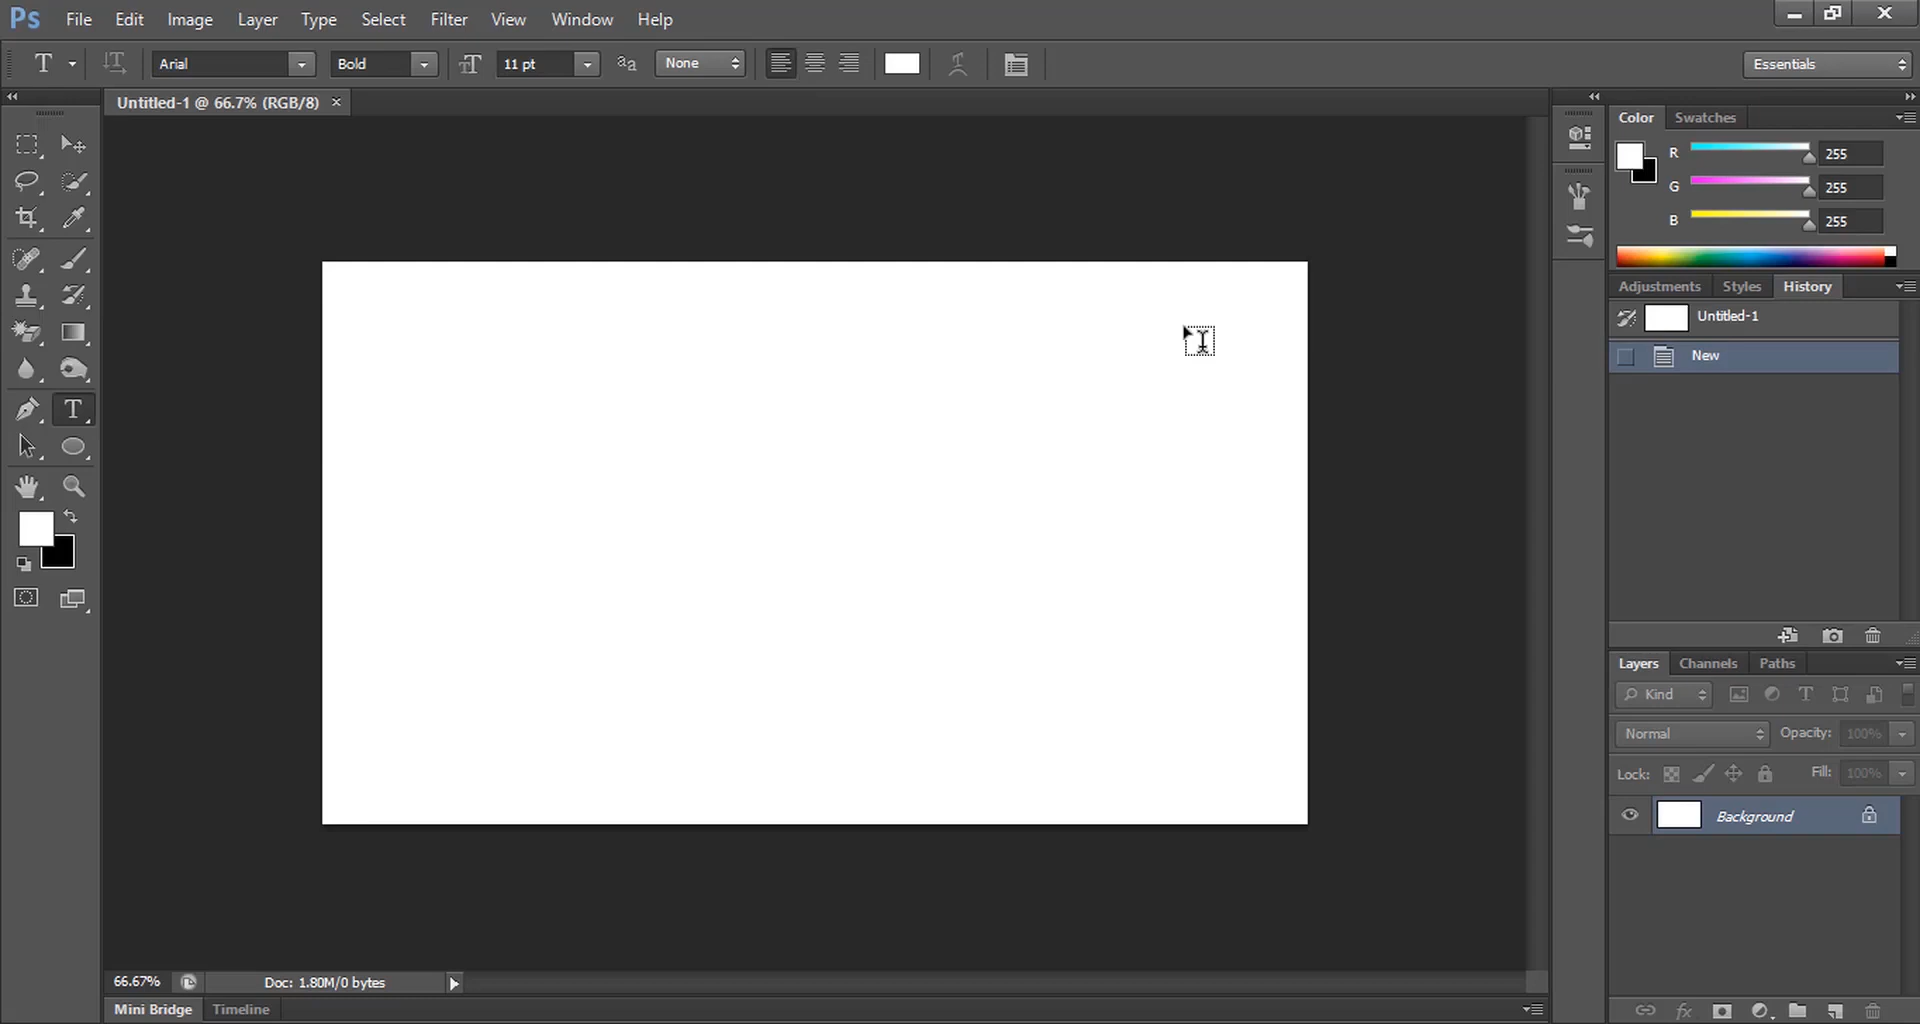 Ps File Edit Image Layer Type Select Filter View Window Help
T Arial Bold 11 pt aa None Essentials
Untitled-1 @ 66.7% (RGB/8) ×
Color Swatches
R 255
G 255
B 255
Adjustments Styles History
Untitled-1
New
Layers Channels Paths
Kind
Normal Opacity: 100%
Lock: Fill: 100%
Background
66.67% Doc: 1.80M/0 bytes
Mini Bridge Timeline
fx